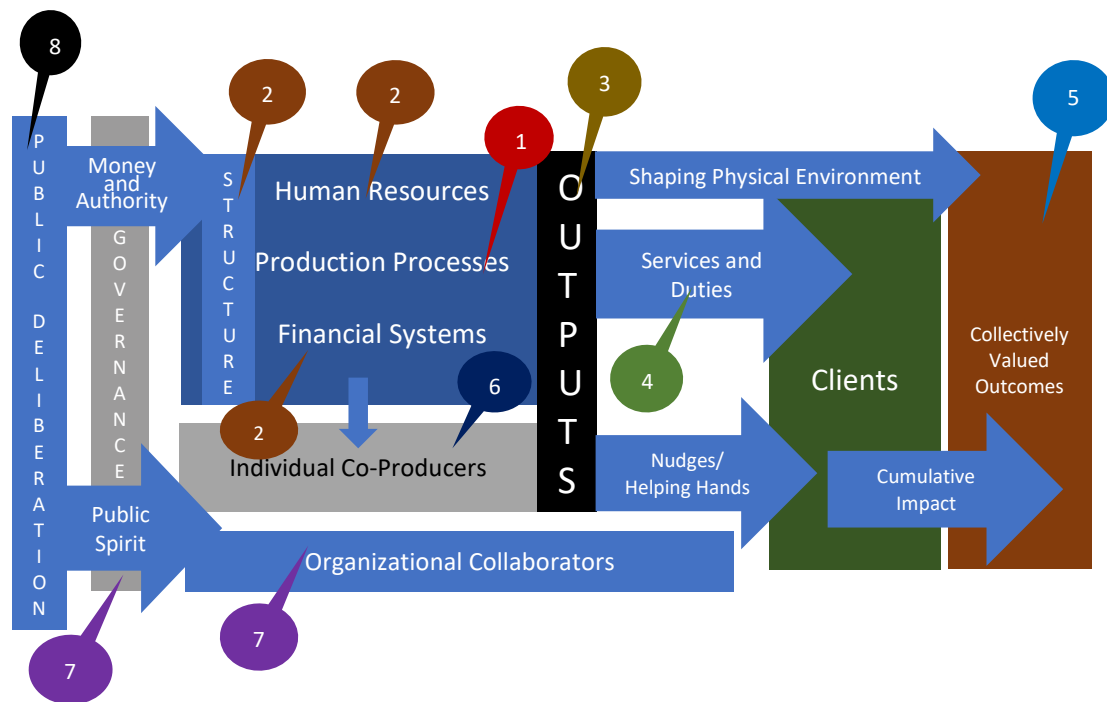 8
2
2
3
5
1
PUBLIC DELIBERATION
GOVERNANCE
Money
and
Authority
STRUCTURE
Human Resources
Production Processes
Financial Systems
OUTPUTS
Shaping Physical Environment
Services and
Duties
4
Clients
Collectively
Valued
Outcomes
6
2
Individual Co-Producers
Nudges/
Helping Hands
Cumulative
Impact
Public
Spirit
Organizational Collaborators
7
7